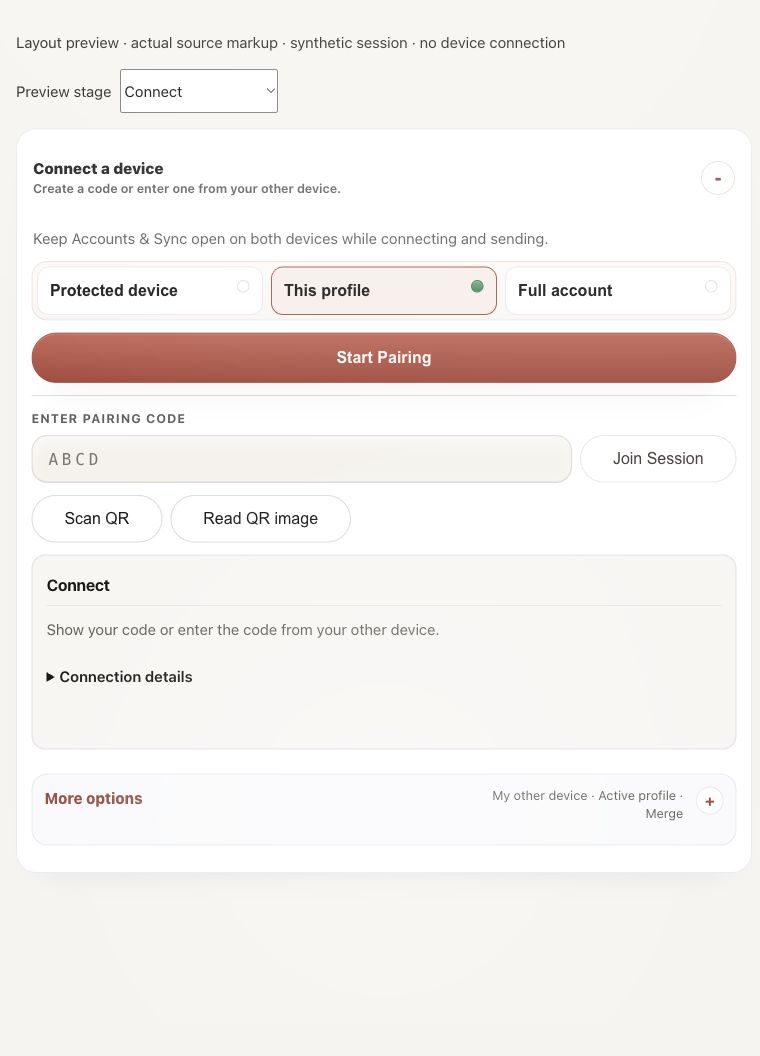 Layout preview · actual source markup · synthetic session · no device connection
Preview stage Connect
Connect a device
Create a code or enter one from your other device.
-
Keep Accounts & Sync open on both devices while connecting and sending.
Protected device This profile Full account
Start Pairing
ENTER PAIRING CODE
ABCD Join Session
Scan QR Read QR image
Connect
Show your code or enter the code from your other device.
Connection details
More options My other device · Active profile · +
Merge